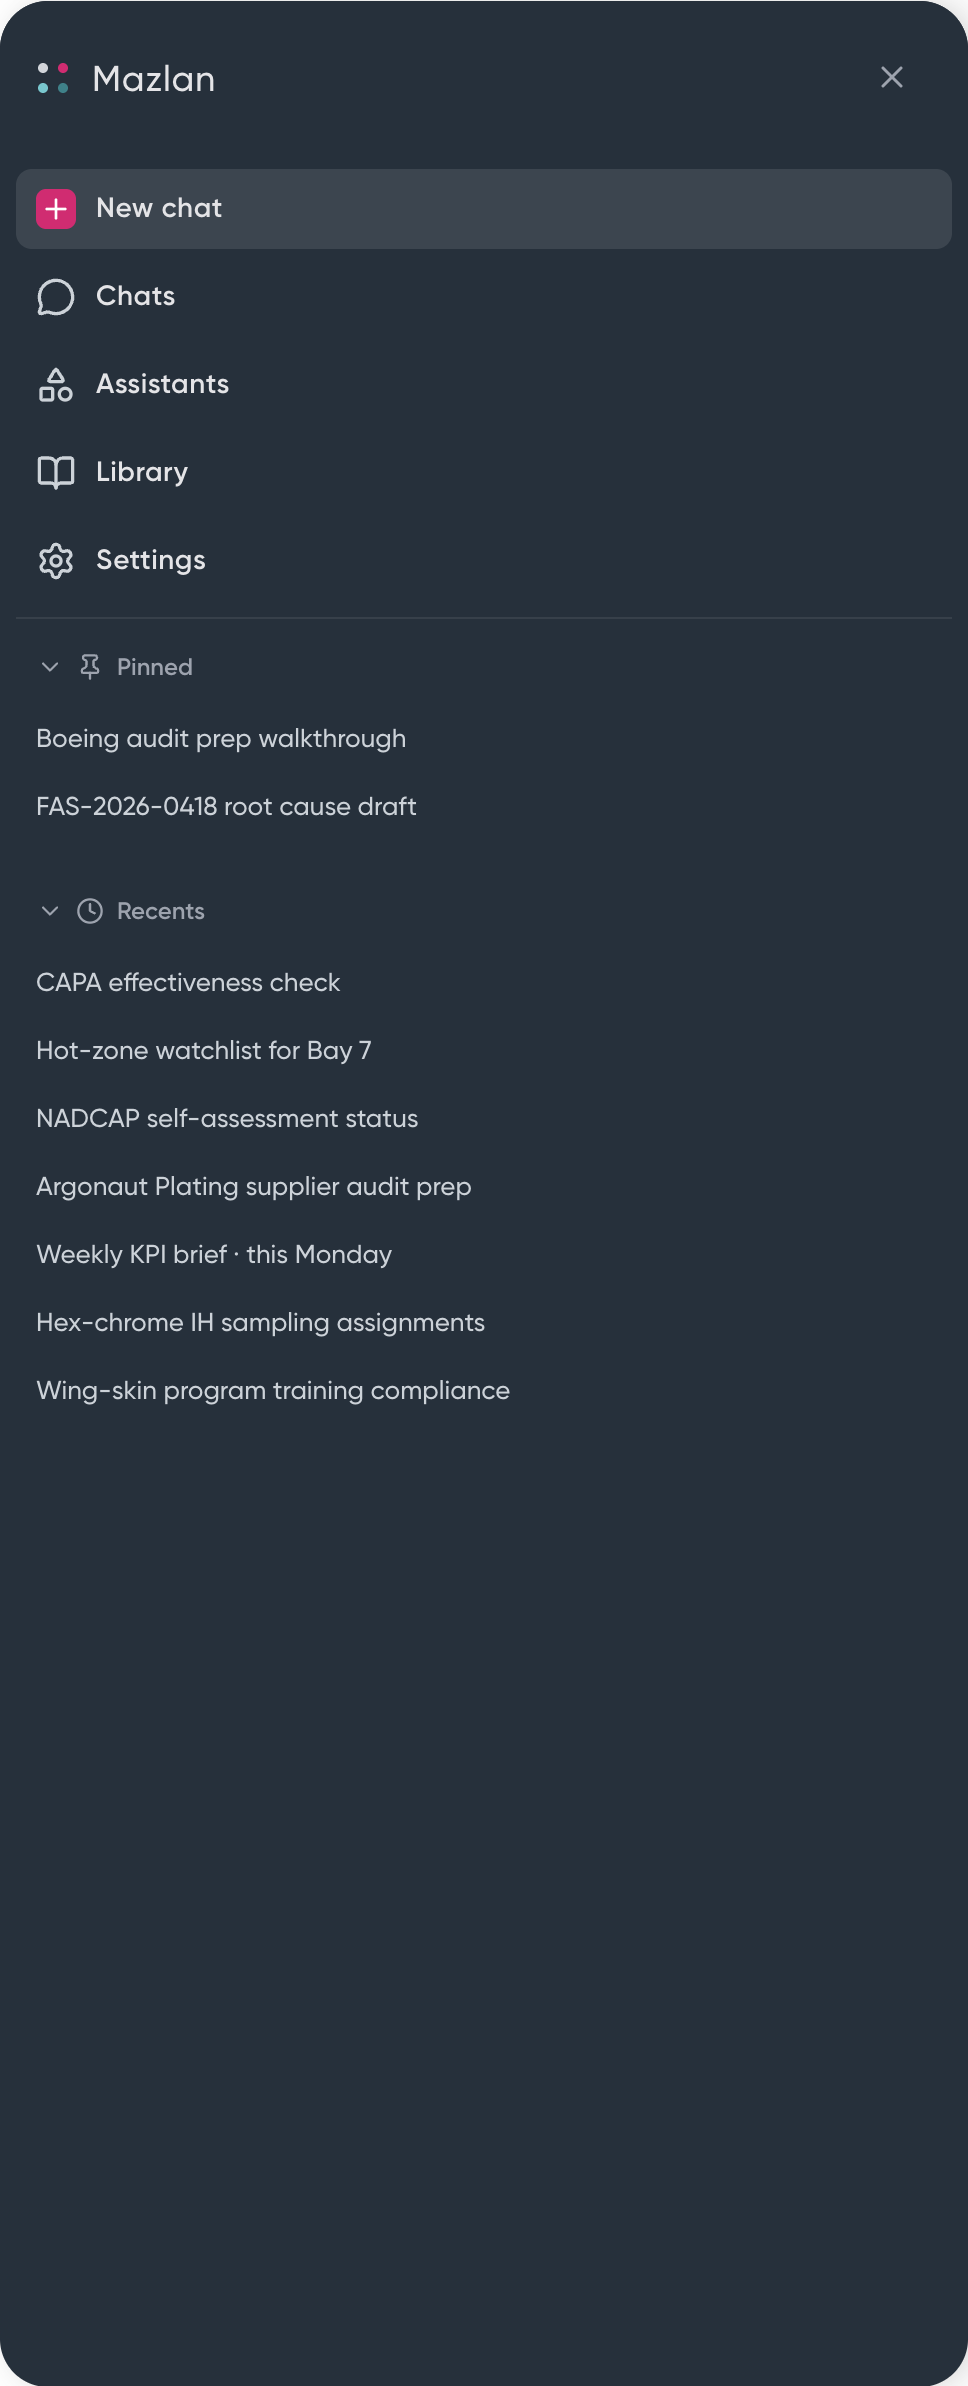 Mazlan
New chat
Chats
Assistants
Library
Settings
Pinned
Boeing audit prep walkthrough
FAS-2026-0418 root cause draft
Recents
CAPA effectiveness check
Hot-zone watchlist for Bay 7
NADCAP self-assessment status
Argonaut Plating supplier audit prep
Weekly KPI brief · this Monday
Hex-chrome IH sampling assignments
Wing-skin program training compliance